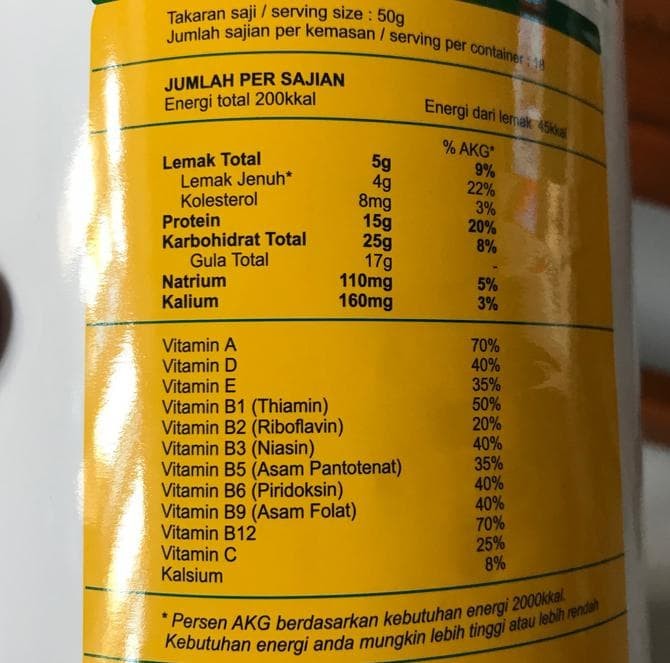 Takaran saji / serving size : 50g
Jumlah sajian per kemasan / serving per container : 18
JUMLAH PER SAJIAN
Energi total 200kkal Energi dari lemak 45kkal
% AKG*
Lemak Total 5g 9%
Lemak Jenuh* 4g 22%
Kolesterol 8mg 3%
Protein 15g 20%
Karbohidrat Total 25g 8%
Gula Total 17g -
Natrium 110mg 5%
Kalium 160mg 3%
Vitamin A 70%
Vitamin D 40%
Vitamin E 35%
Vitamin B1 (Thiamin) 50%
Vitamin B2 (Riboflavin) 20%
Vitamin B3 (Niasin) 40%
Vitamin B5 (Asam Pantotenat) 35%
Vitamin B6 (Piridoksin) 40%
Vitamin B9 (Asam Folat) 40%
Vitamin B12 70%
Vitamin C 25%
Kalsium 8%
* Persen AKG berdasarkan kebutuhan energi 2000kkal.
Kebutuhan energi anda mungkin lebih tinggi atau lebih rendah